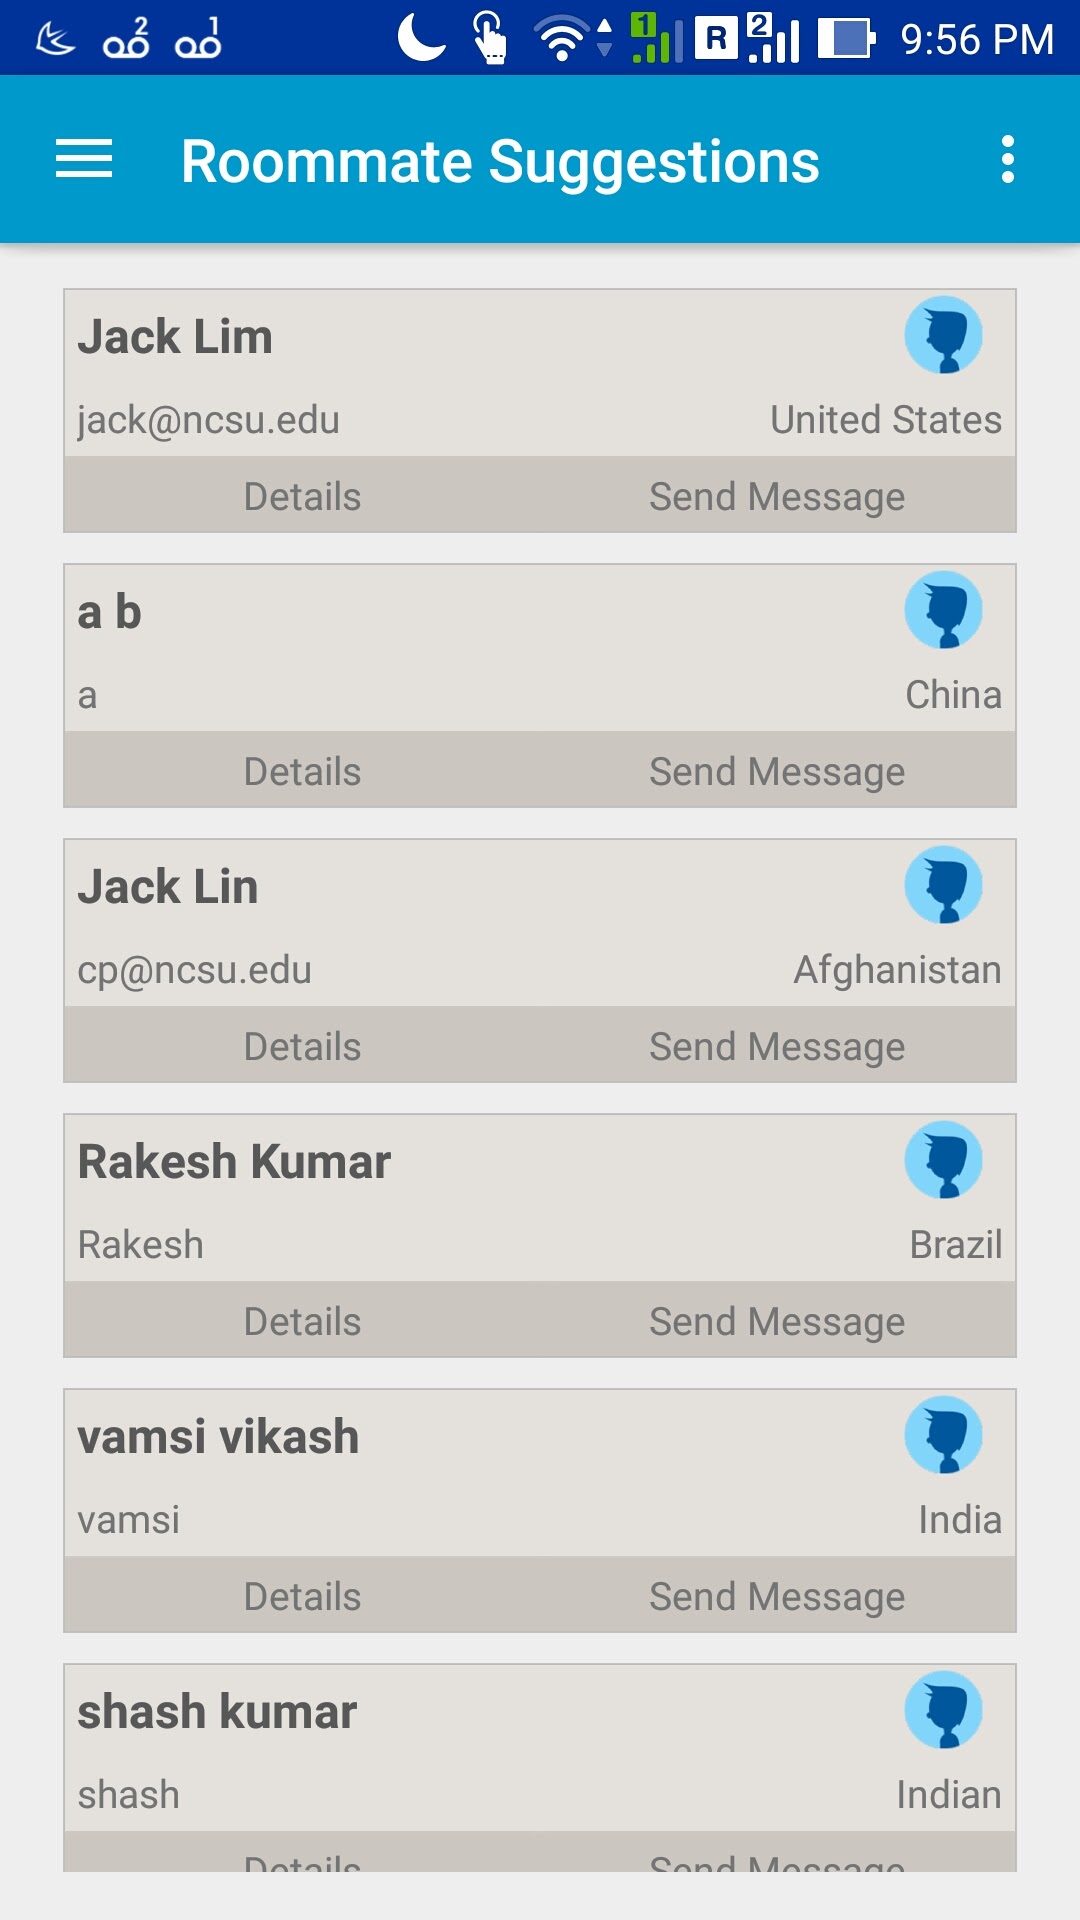 2 1 1 R 2 9:56 PM
Roommate Suggestions
Jack Lim
jack@ncsu.edu United States
Details Send Message
a b
a China
Details Send Message
Jack Lin
cp@ncsu.edu Afghanistan
Details Send Message
Rakesh Kumar
Rakesh Brazil
Details Send Message
vamsi vikash
vamsi India
Details Send Message
shash kumar
shash Indian
Details Send Message